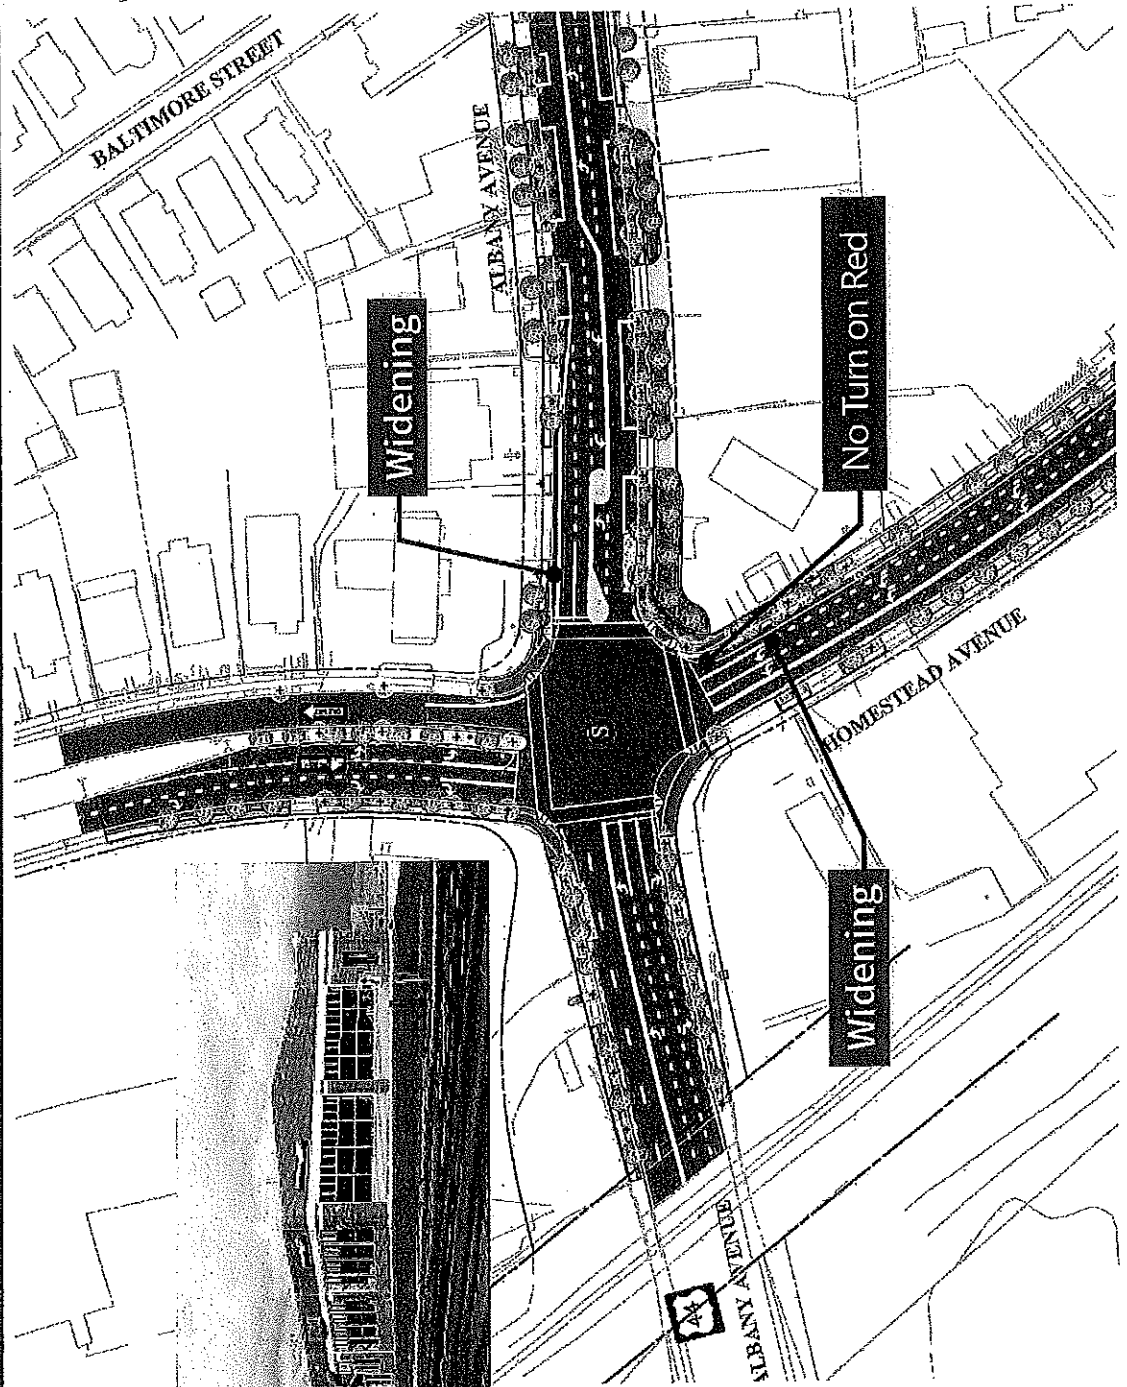 BALTIMORE STREET
ALBANY AVENUE
Widening
No Turn on Red
HOMESTEAD AVENUE
Widening
44
ALBANY AVENUE